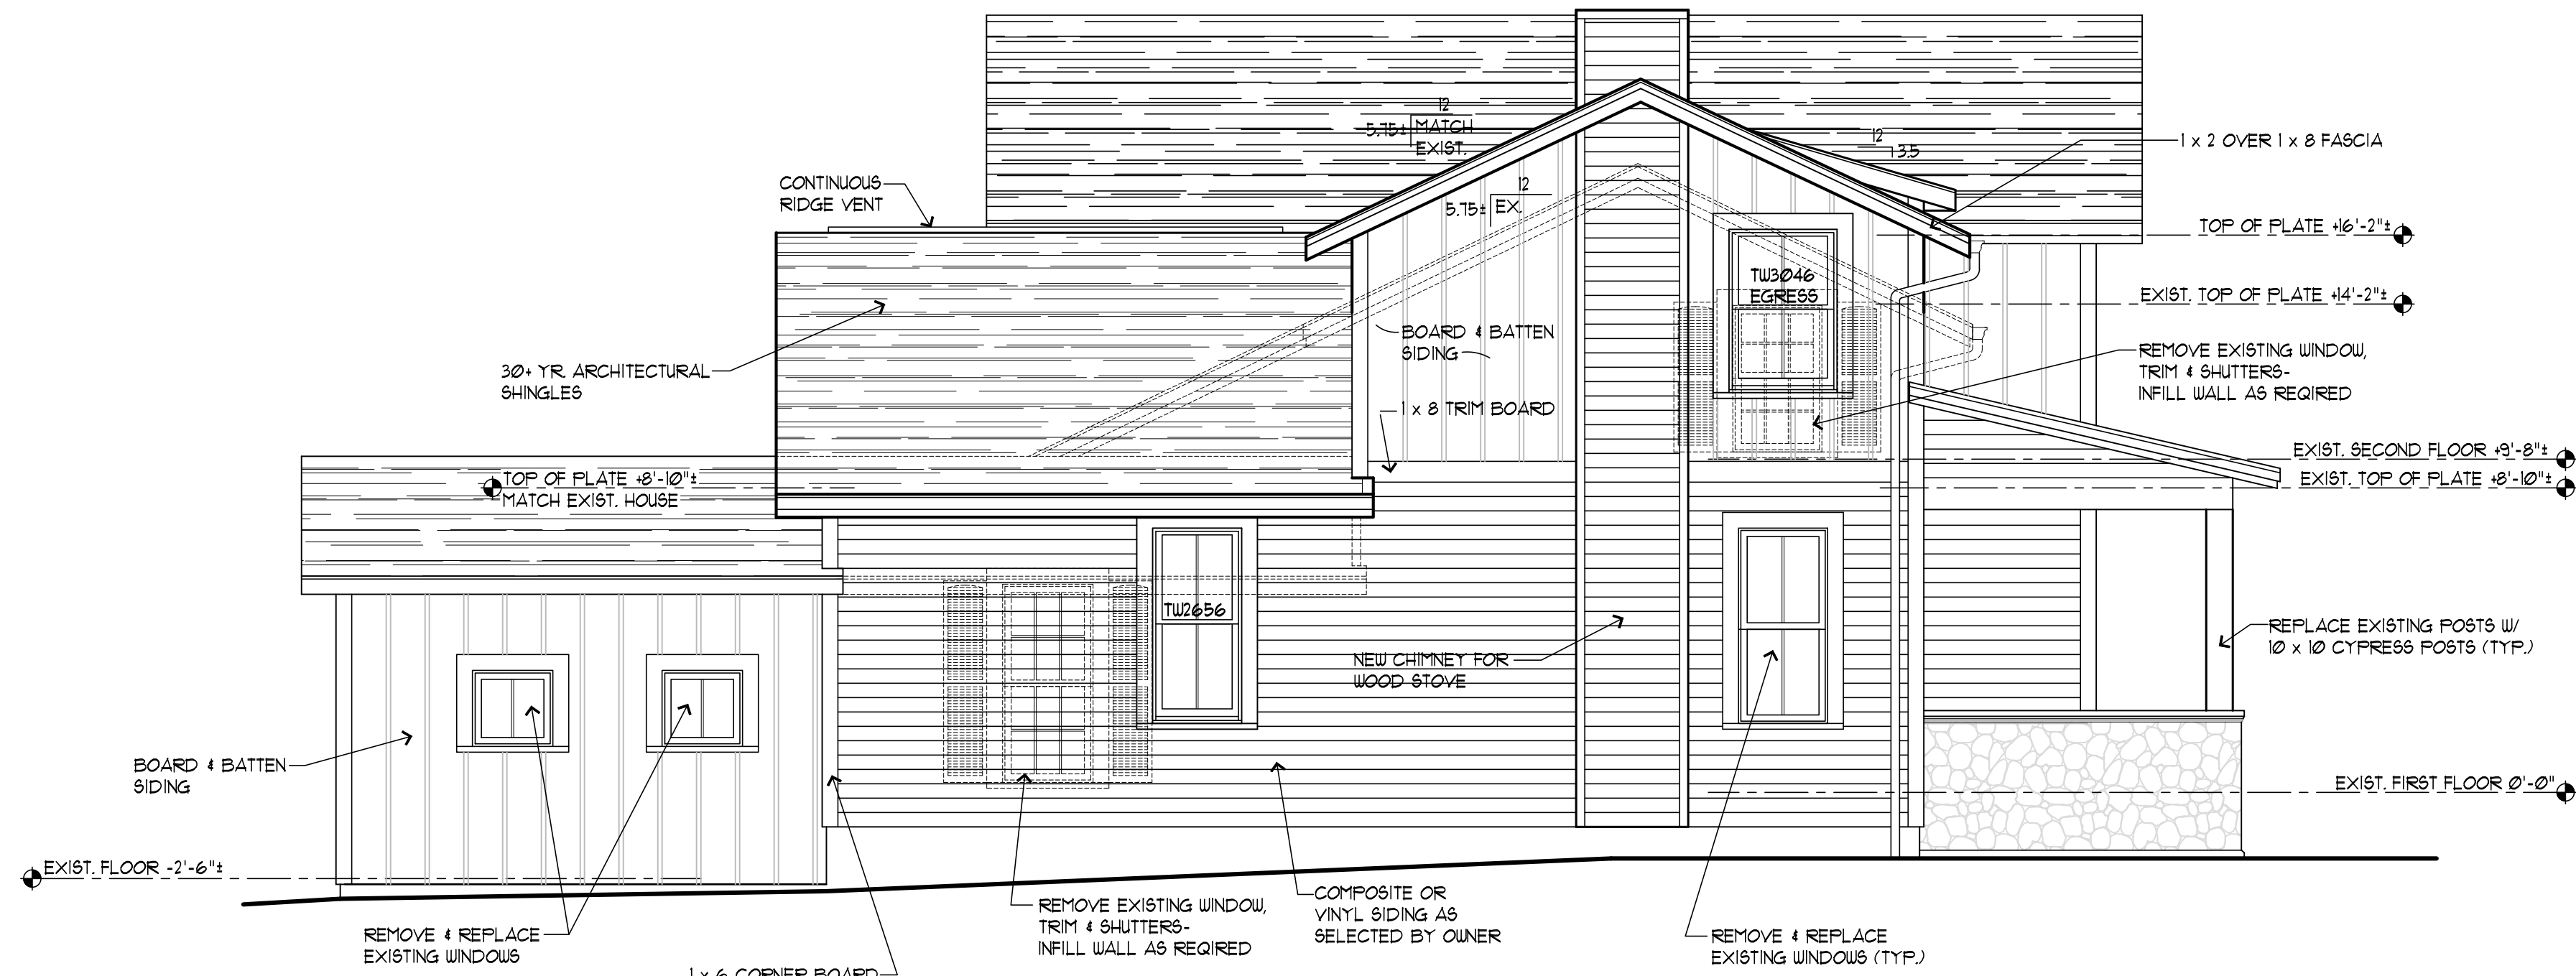 12
5.75± MATCH
EXIST.
12
3.5
1 x 2 OVER 1 x 8 FASCIA
CONTINUOUS
RIDGE VENT
12
5.75± EX.
TOP OF PLATE +16'-2"±
TW3046
EGRESS
EXIST. TOP OF PLATE +14'-2"±
BOARD & BATTEN
SIDING
REMOVE EXISTING WINDOW,
TRIM & SHUTTERS-
INFILL WALL AS REQIRED
30+ YR. ARCHITECTURAL
SHINGLES
1 x 8 TRIM BOARD
EXIST. SECOND FLOOR +9'-8"±
EXIST. TOP OF PLATE +8'-10"±
TOP OF PLATE +8'-10"±
MATCH EXIST. HOUSE
TW2656
REPLACE EXISTING POSTS W/
10 x 10 CYPRESS POSTS (TYP.)
NEW CHIMNEY FOR
WOOD STOVE
BOARD & BATTEN
SIDING
EXIST. FIRST FLOOR 0'-0"
EXIST. FLOOR -2'-6"±
REMOVE & REPLACE
EXISTING WINDOWS
1 x 6 CORNER BOARD
REMOVE EXISTING WINDOW,
TRIM & SHUTTERS-
INFILL WALL AS REQIRED
COMPOSITE OR
VINYL SIDING AS
SELECTED BY OWNER
REMOVE & REPLACE
EXISTING WINDOWS (TYP.)